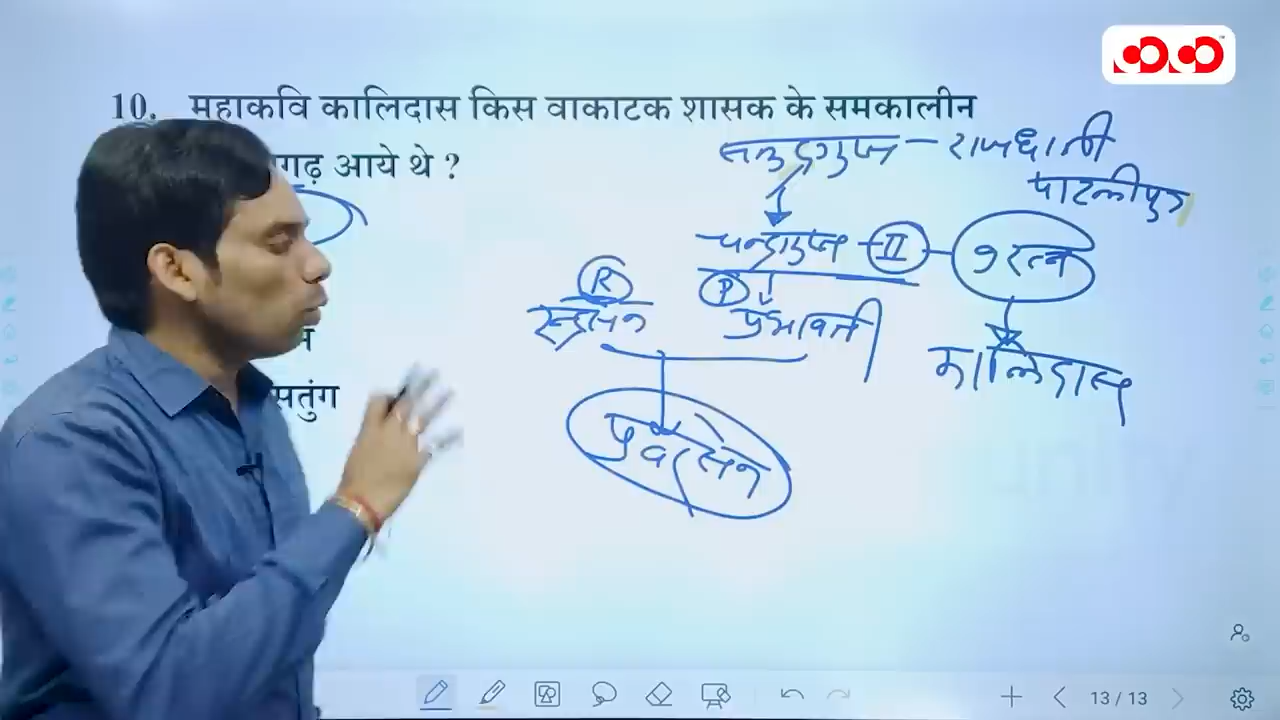 10. महाकवि कालिदास किस वाकाटक शासक के समकालीन
गढ़ आये थे ?
समुद्रगुप्त – राजधानी
पाटलीपुत्र
चन्द्रगुप्त – II – 9 रत्न
R P
रूद्रसेन प्रभावती
कालिदास
सतुंग
प्रवरसेन
13 / 13